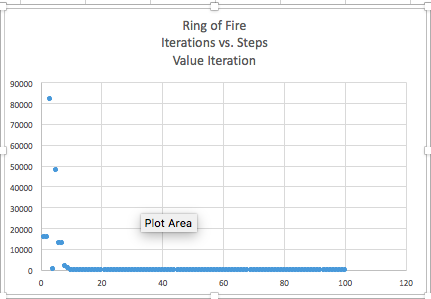 Ring of Fire
Iterations vs. Steps
Value Iteration
90000
80000
70000
60000
50000
40000
30000
20000
10000
0
Plot Area
0 20 40 60 80 100 120